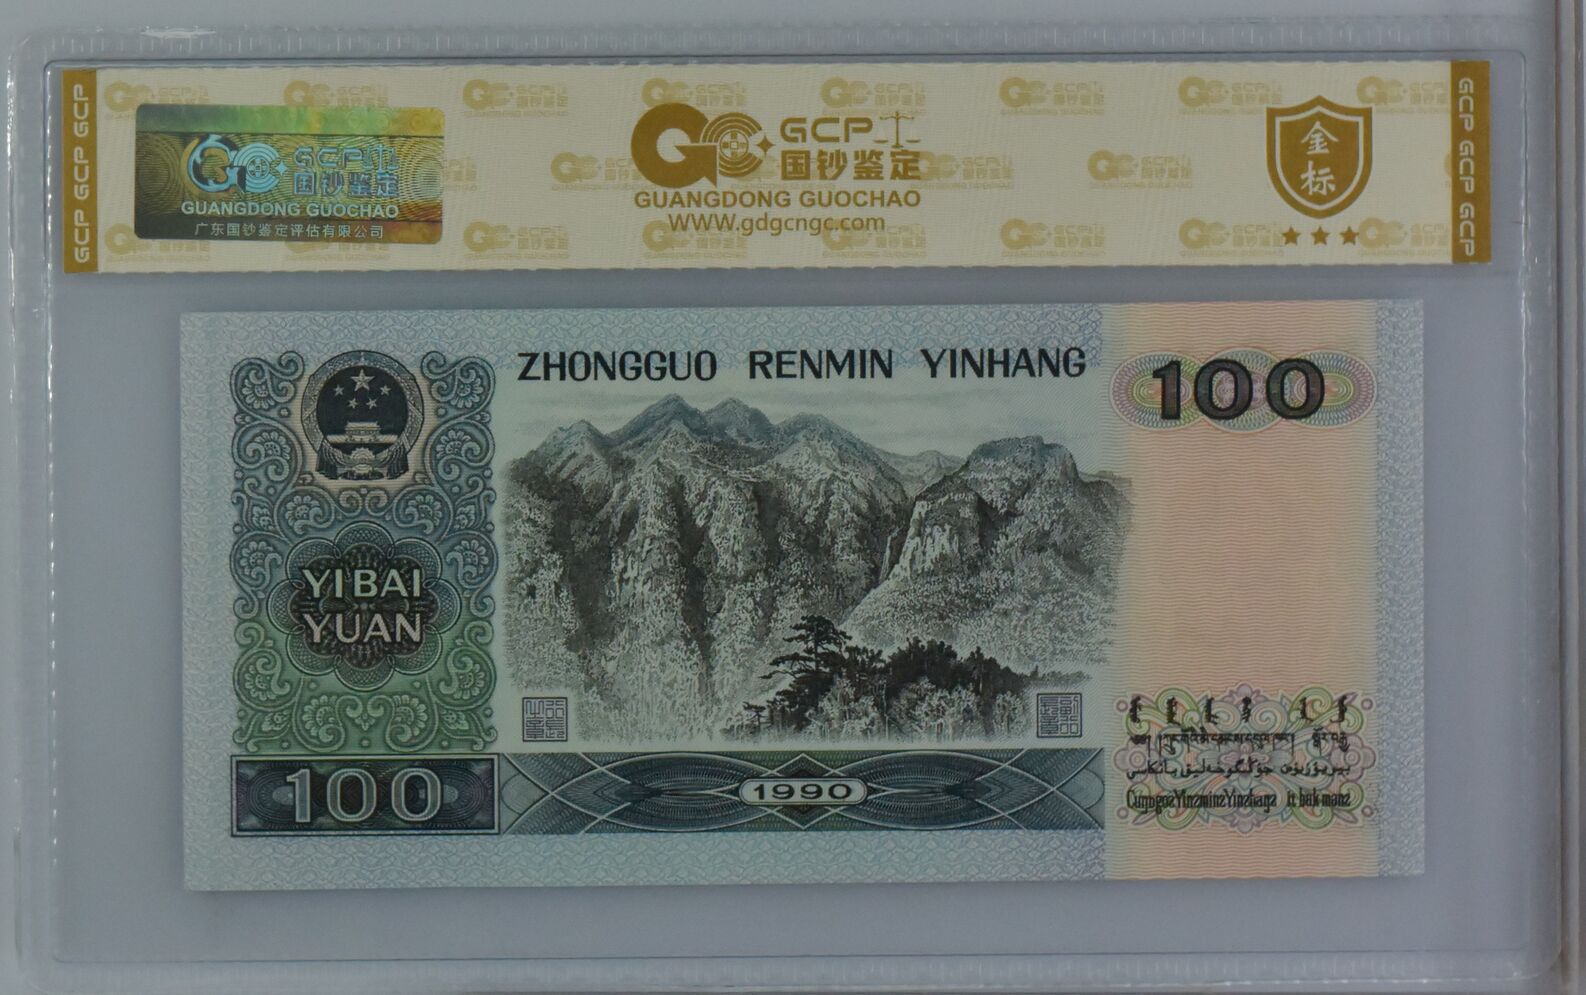 GCP GCP
GCP 国钞鉴定
GUANGDONG GUOCHAO
广东国钞鉴定评估有限公司
GCP
国钞鉴定
GUANGDONG GUOCHAO
WWW.gdgcngc.com
金标
GCP GCP
ZHONGGUO RENMIN YINHANG
100
YI BAI
YUAN
100
1990